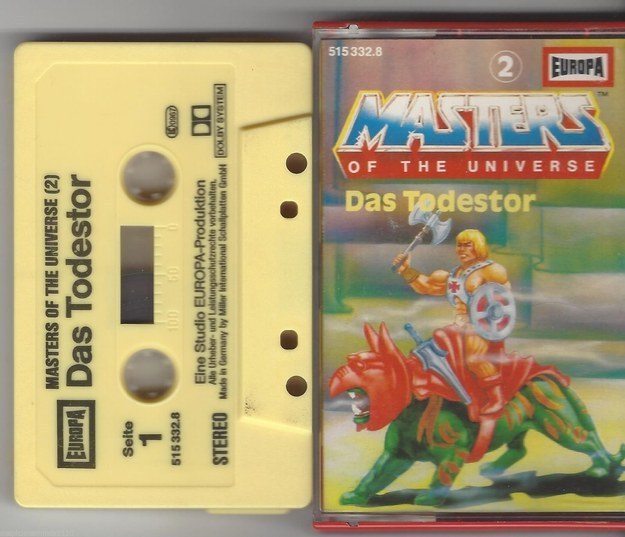 MASTERS OF THE UNIVERSE (2)
Das Todestor
EUROPA
Seite
1
515 332.8
DOLBY SYSTEM
Eine Studio EUROPA-Produktion
Alle Urheber- und Leistungsschutzrechte vorbehalten.
Made in Germany by Miller International Schallplatten GmbH
STEREO
100 50 0
515 332.8
2
EUROPA
MASTERS™
OF THE UNIVERSE
Das Todestor